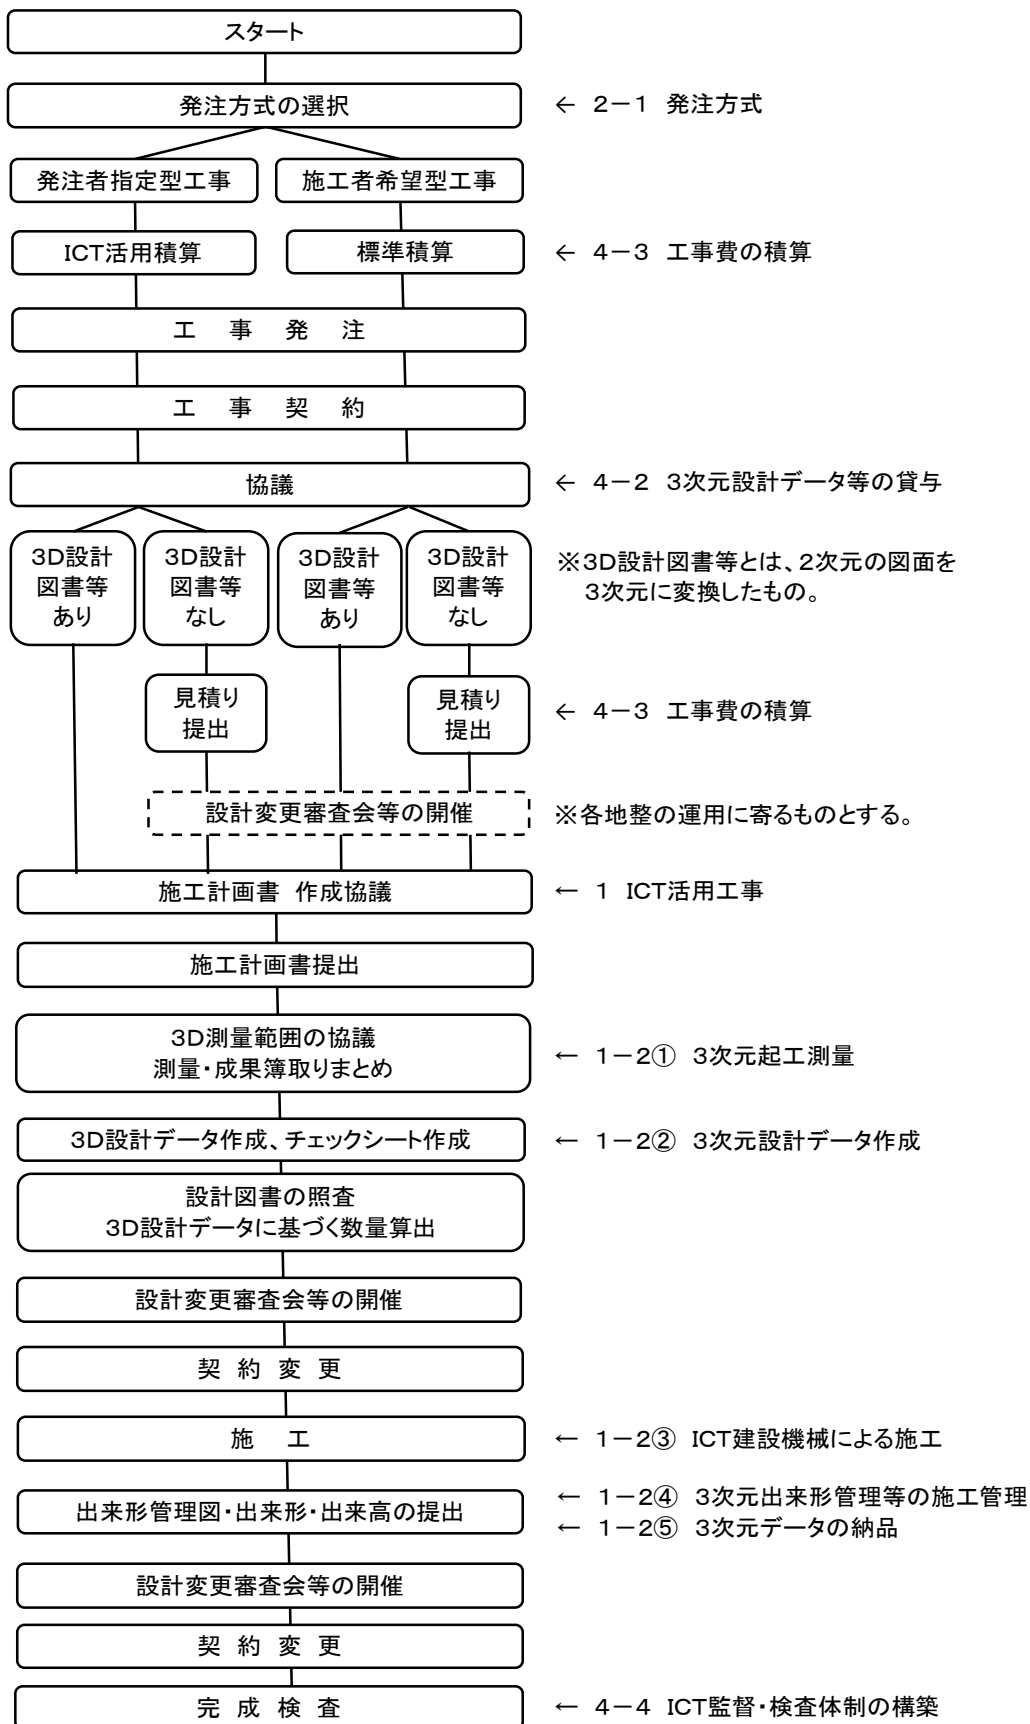 スタート
発注方式の選択
← 2－1 発注方式
発注者指定型工事
施工者希望型工事
ICT活用積算
標準積算
← 4－3 工事費の積算
工 事 発 注
工 事 契 約
協議
← 4－2 3次元設計データ等の貸与
3D設計
図書等
あり
3D設計
図書等
なし
3D設計
図書等
あり
3D設計
図書等
なし
※3D設計図書等とは、2次元の図面を
3次元に変換したもの。
見積り
提出
見積り
提出
← 4－3 工事費の積算
設計変更審査会等の開催
※各地整の運用に寄るものとする。
施工計画書 作成協議
← 1 ICT活用工事
施工計画書提出
3D測量範囲の協議
測量・成果簿取りまとめ
← 1－2① 3次元起工測量
3D設計データ作成、チェックシート作成
← 1－2② 3次元設計データ作成
設計図書の照査
3D設計データに基づく数量算出
設計変更審査会等の開催
契 約 変 更
施 工
← 1－2③ ICT建設機械による施工
出来形管理図・出来形・出来高の提出
← 1－2④ 3次元出来形管理等の施工管理
← 1－2⑤ 3次元データの納品
設計変更審査会等の開催
契 約 変 更
完 成 検 査
← 4－4 ICT監督・検査体制の構築